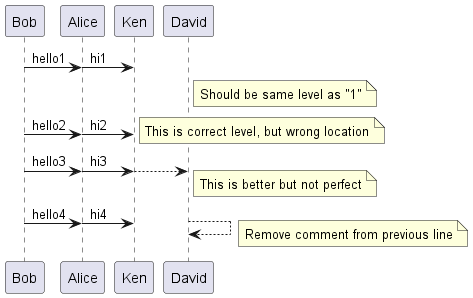 Bob Alice Ken David
hello1 hi1
Should be same level as "1"
hello2 hi2 This is correct level, but wrong location
hello3 hi3
This is better but not perfect
hello4 hi4
Remove comment from previous line
Bob Alice Ken David